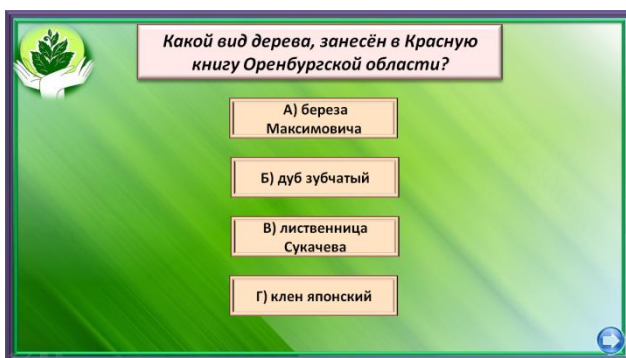 Какой вид дерева, занесён в Красную
книгу Оренбургской области?
А) береза
Максимовича
Б) дуб зубчатый
В) лиственница
Сукачева
Г) клен японский